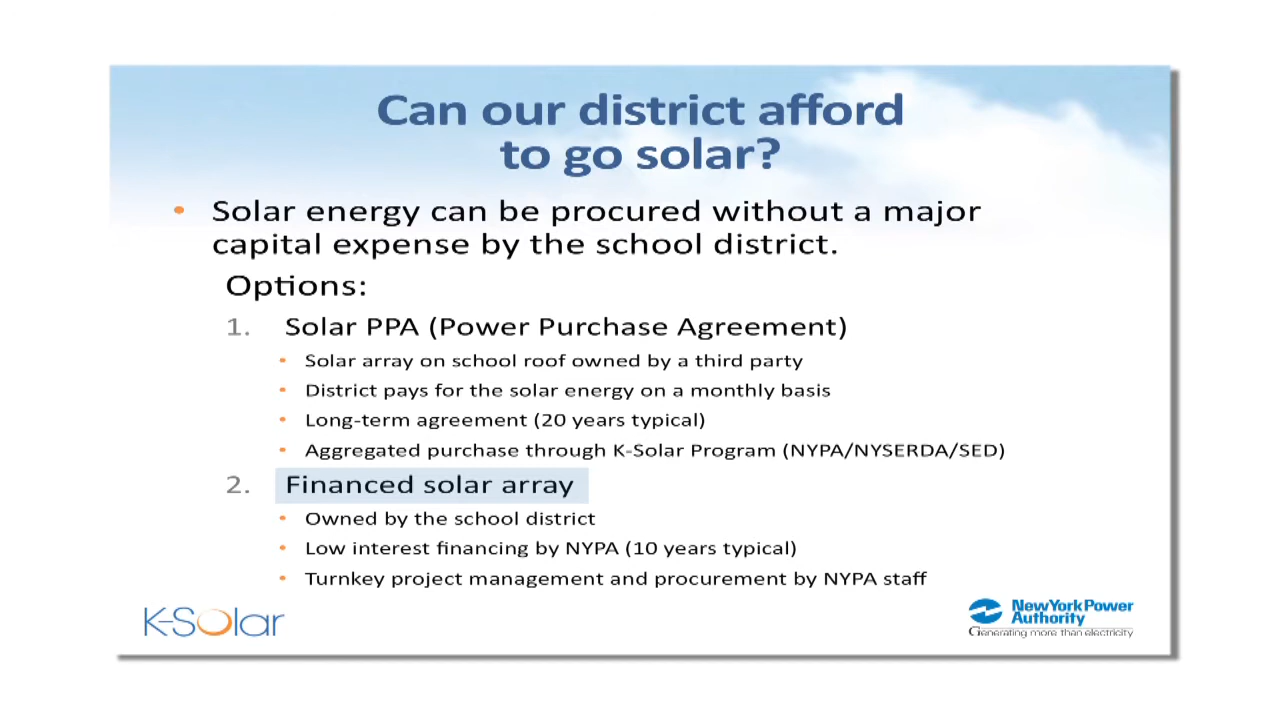 Can our district afford
to go solar?
• Solar energy can be procured without a major
capital expense by the school district.
Options:
1. Solar PPA (Power Purchase Agreement)
• Solar array on school roof owned by a third party
• District pays for the solar energy on a monthly basis
• Long-term agreement (20 years typical)
• Aggregated purchase through K-Solar Program (NYPA/NYSERDA/SED)
2. Financed solar array
• Owned by the school district
• Low interest financing by NYPA (10 years typical)
• Turnkey project management and procurement by NYPA staff
K-Solar
New York Power
Authority
Generating more than electricity